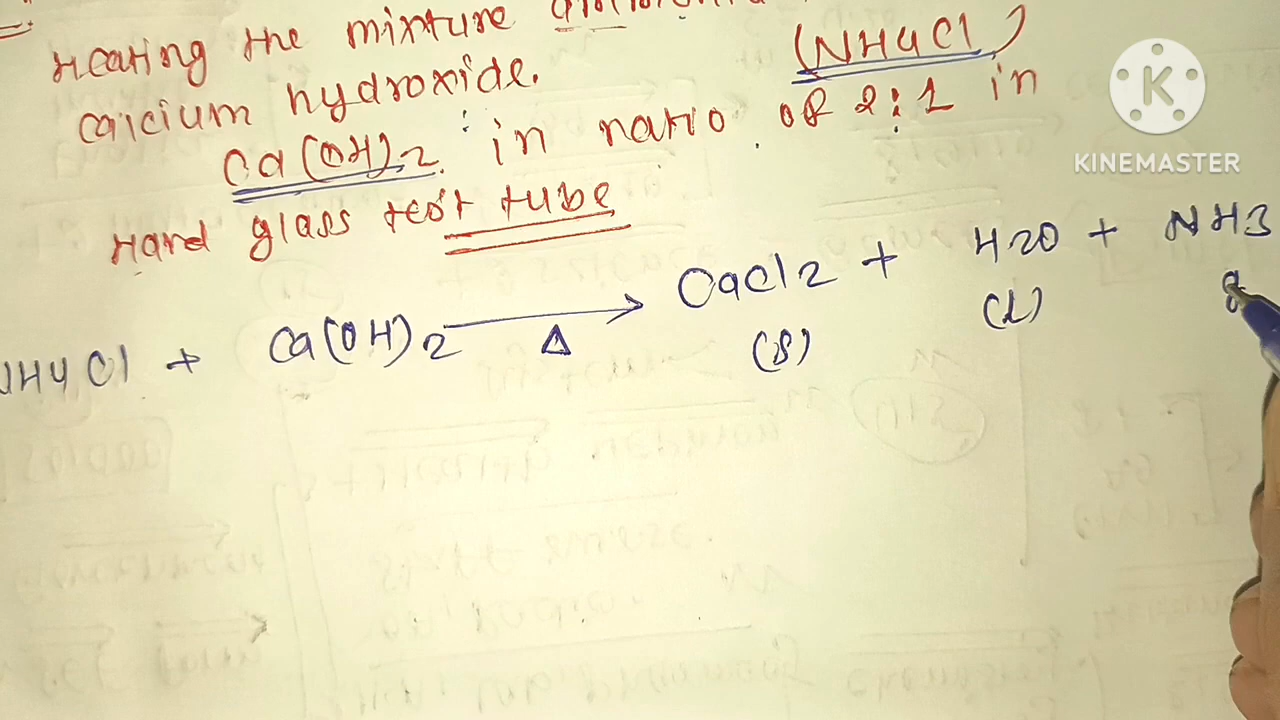 Heating the mixture
calcium hydroxide. (NH4Cl)
Ca(OH)2 in ratio of 2:1 in
Hard glass test tube
NH4Cl + Ca(OH)2 → CaCl2 + H2O + NH3
Δ (s) (l) g
K
KINEMASTER